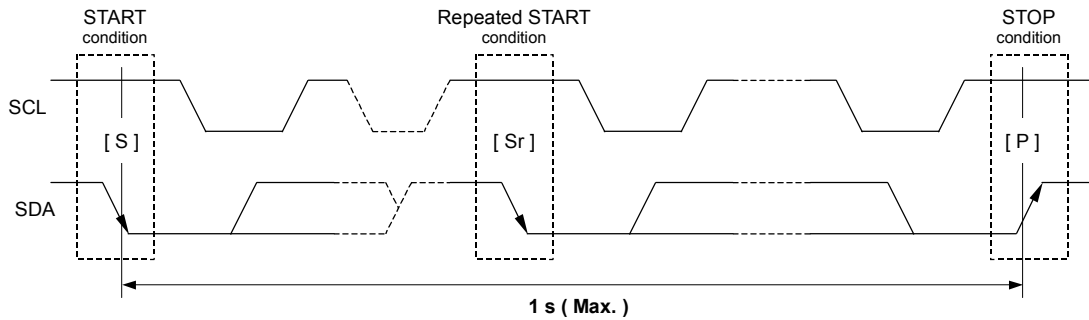 START
condition
Repeated START
condition
STOP
condition
SCL
[ S ]
[ Sr ]
[ P ]
SDA
1 s ( Max. )